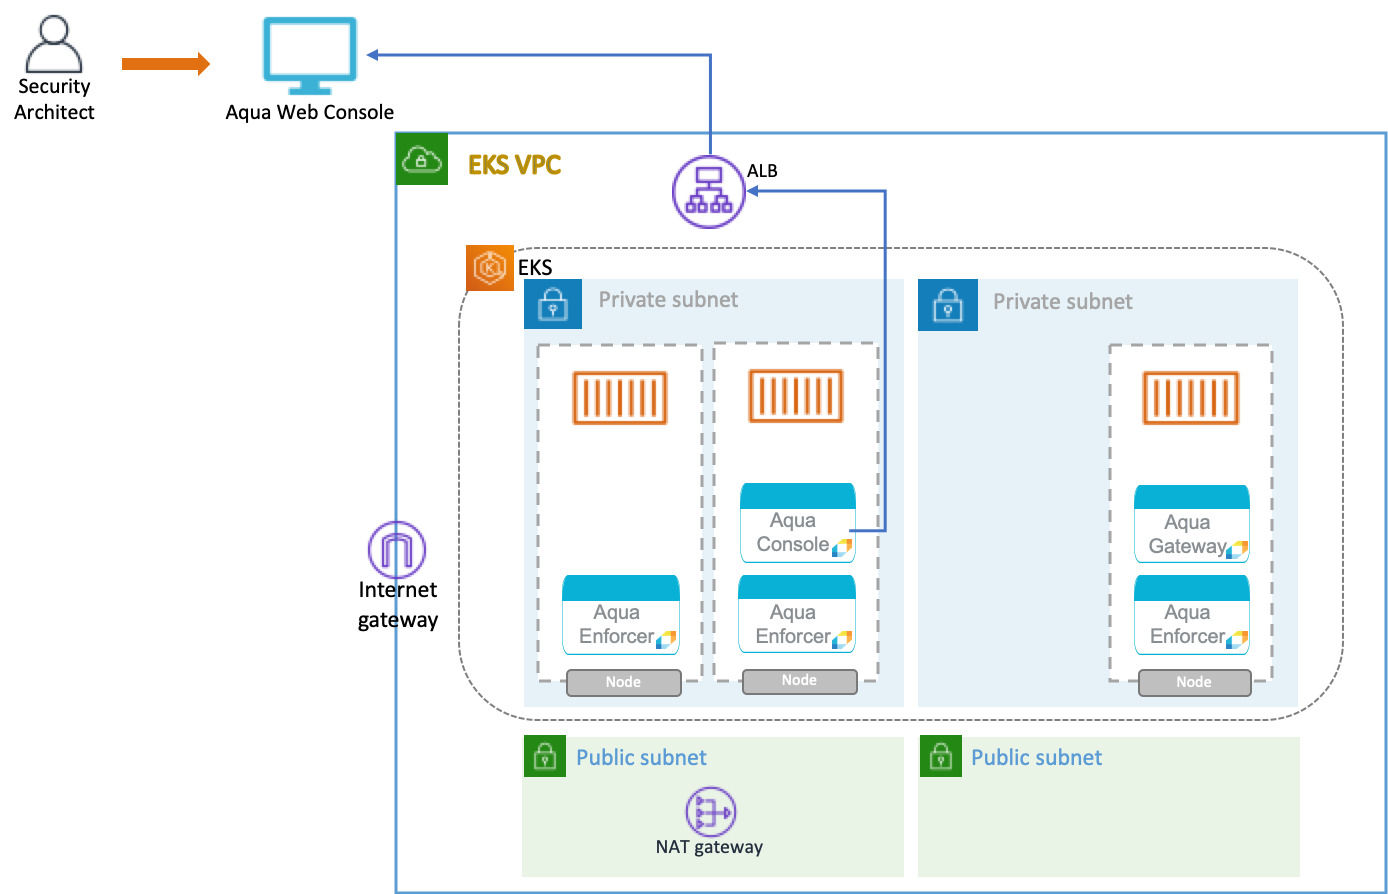 Security
Architect
Aqua Web Console
EKS VPC
ALB
EKS
Private subnet
Private subnet
Aqua
Console
Aqua
Gateway
Internet
gateway
Aqua
Enforcer
Aqua
Enforcer
Aqua
Enforcer
Node
Node
Node
Public subnet
Public subnet
NAT gateway